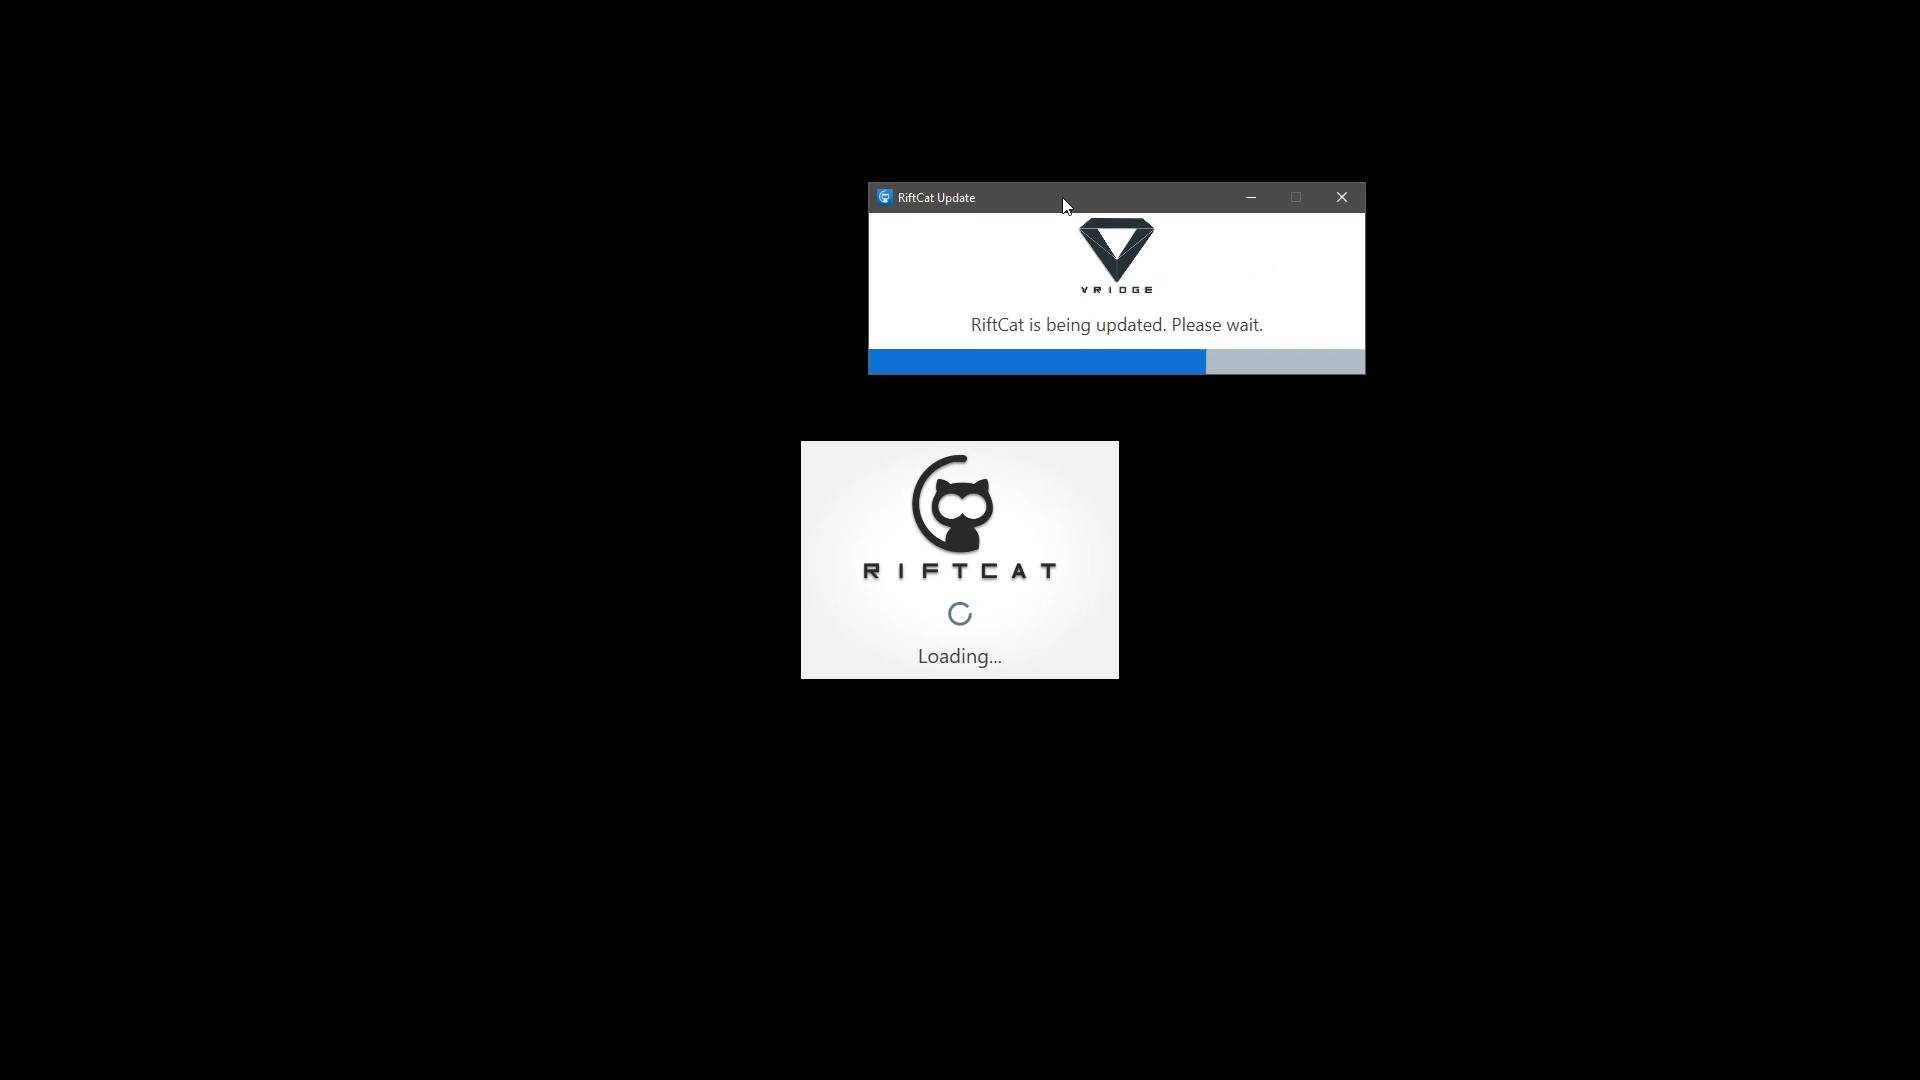 RiftCat Update
VRIDGE
RiftCat is being updated. Please wait.
RIFTCAT
Loading...